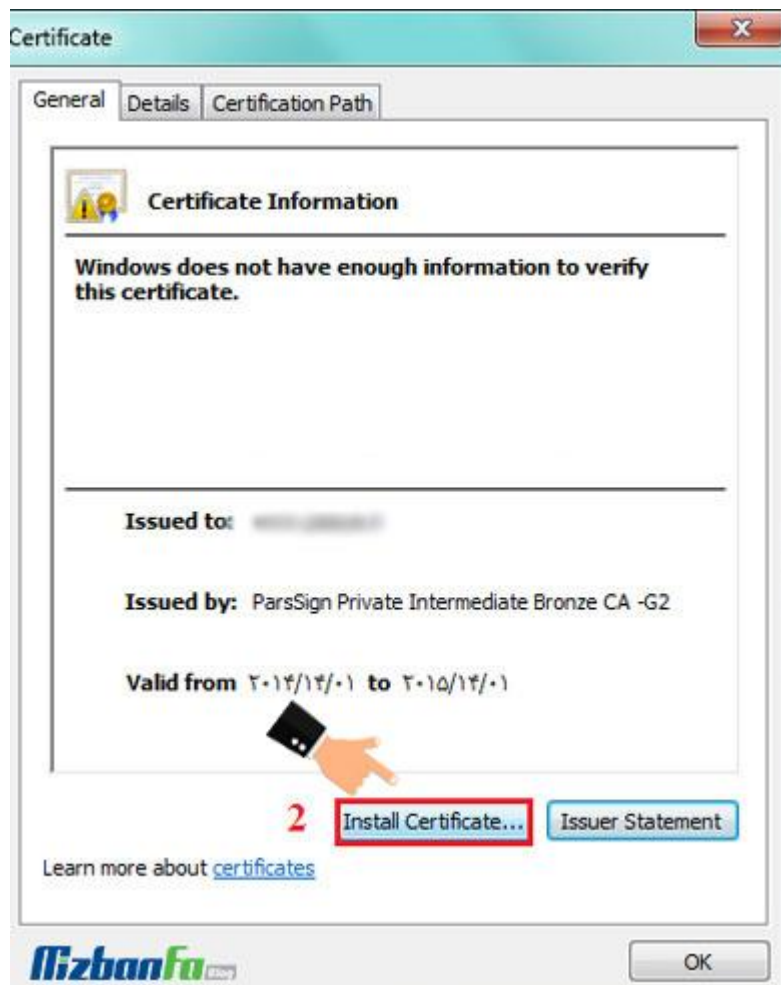 Certificate
General Details Certification Path
Certificate Information
Windows does not have enough information to verify
this certificate.
Issued to:
Issued by: ParsSign Private Intermediate Bronze CA -G2
Valid from ۲۰۱۴/۱۴/۰۱ to ۲۰۱۵/۱۴/۰۱
2 Install Certificate... Issuer Statement
Learn more about certificates
MizbanFa Blog
OK